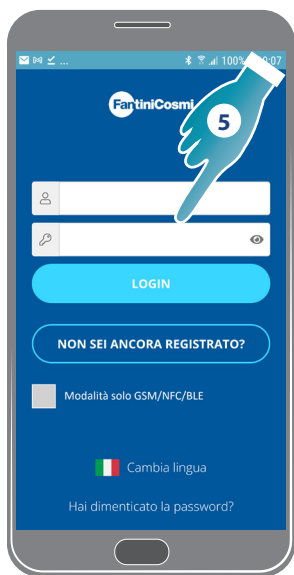 ... 100% :07
FantiniCosmi
5
LOGIN
NON SEI ANCORA REGISTRATO?
Modalità solo GSM/NFC/BLE
Cambia lingua
Hai dimenticato la password?